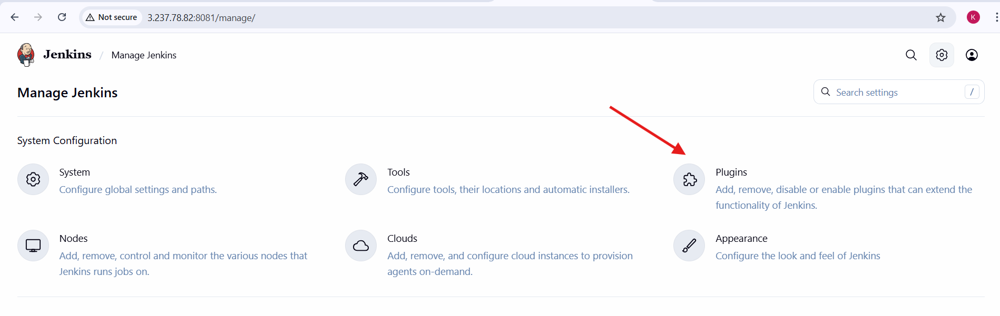 Not secure 3.237.78.82:8081/manage/ K
Jenkins / Manage Jenkins
Manage Jenkins
Search settings /
System Configuration
System
Configure global settings and paths.
Tools
Configure tools, their locations and automatic installers.
Plugins
Add, remove, disable or enable plugins that can extend the
functionality of Jenkins.
Nodes
Add, remove, control and monitor the various nodes that
Jenkins runs jobs on.
Clouds
Add, remove, and configure cloud instances to provision
agents on-demand.
Appearance
Configure the look and feel of Jenkins